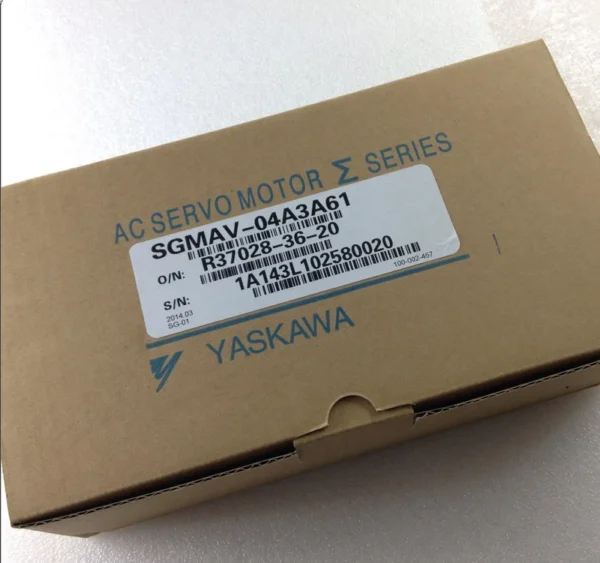 AC SERVO MOTOR Σ SERIES
SGMAV-04A3A61
O/N: R37028-36-20
S/N: 1A143L102580020
2014.03
SG-01
100-002-457
YASKAWA